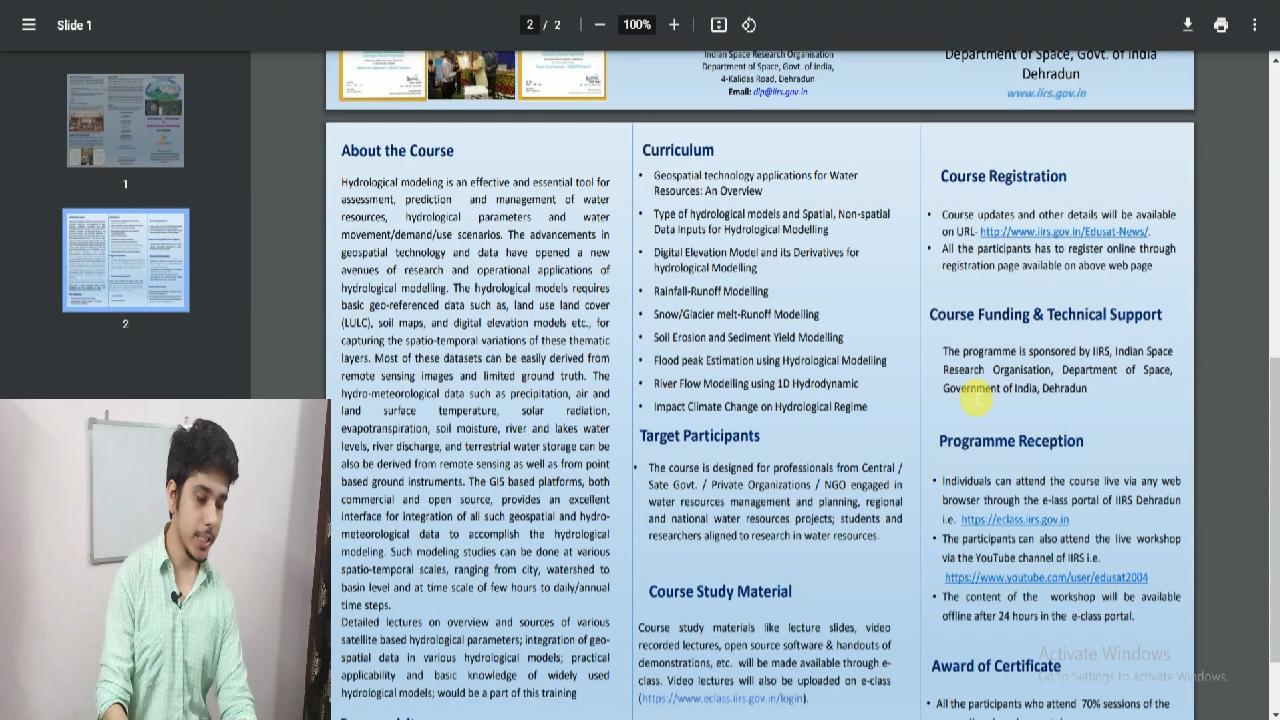 Slide 1
2 / 2
100%
1
2
Indian Space Research
Department of Space, Govt. of India,
4-Kalidas Road, Dehradun
Email: dlp@iirs.gov.in
Department of Space, Govt. of India
Dehradun
www.iirs.gov.in
About the Course
Hydrological modeling is an effective and essential tool for
assessment, prediction and management of water
resources, hydrological parameters and water
requirement/demand/use scenarios. The advancements in
geospatial technology and data have opened a new
avenues of research and operational applications in
hydrological modelling. The hydrological models requires
basic geo-referenced data such as, land use land cover
(LULC), soil maps, and digital elevation models etc., for
capturing the spatio-temporal variations of these thematic
layers. Most of these datasets can be easily derived from
remote sensing images and limited ground truth. The
hydro-meteorological data such as precipitation, air and
land surface temperature, solar radiation,
evapotranspiration, soil moisture, river and lakes water
levels, river discharge, and terrestrial water storage can be
also be derived from remote sensing as well as from point
based ground instruments. The GIS based platforms, both
commercial and open source, provides an excellent
interface for integration of all such geospatial and hydro-
meteorological data to accomplish the hydrological
modeling. Such modeling studies can be done at various
spatio-temporal scales, ranging from city, watershed to
basin level and at time scale of few hours to daily/annual
time steps.
Detailed lectures on overview and sources of various
satellite based hydrological parameters; integration of geo-
spatial data in various hydrological models; practical
applicability and basic knowledge of widely used
hydrological models; would be a part of this training
Curriculum
• Geospatial technology applications for Water
Resources: An Overview
• Type of hydrological models, Spatial and non-spatial
Data Inputs for Hydrological Modelling
• Digital Elevation Model and its Derivatives for
hydrological Modelling
• Rainfall-Runoff Modelling
• Snow/Glacier melt-Runoff Modelling
• Soil Erosion and Sediment Yield Modelling
• Flood peak Estimation using Hydrological Modelling
• River Flow Modelling using 1D Hydrodynamic
• Impact Climate Change on Hydrological Regime
Target Participants
• The course is designed for professionals from Central /
Sate Govt. / Private Organizations / NGO engaged in
water resources management and planning, regional
and national water resources projects; students and
researchers aligned to research in water resources.
Course Study Material
Course study materials like lecture slides, video
recorded lectures, open source software & handouts of
demonstrations, etc. will be made available through e-
class. Video lectures will also be uploaded on e-class
(https://www.eclass.iirs.gov.in/login).
Course Registration
• Course updates and other details will be available
on URL- http://www.iirs.gov.in/Edusat-News/.
• All the participants has to register online through
registration page available on above web page
Course Funding & Technical Support
The programme is sponsored by IIRS, Indian Space
Research Organisation, Department of Space,
Government of India, Dehradun
Programme Reception
• Individuals can attend the course live via any web
browser through the e-lass portal of IIRS Dehradun
i.e. https://eclass.iirs.gov.in
• The participants can also attend the live workshop
via the YouTube channel of IIRS i.e.
https://www.youtube.com/user/edusat2004
• The content of the workshop will be available
offline after 24 hours in the e-class portal.
Award of Certificate
• All the participants who attend 70% sessions of the
Activate Windows
Go to Settings to activate Windows.